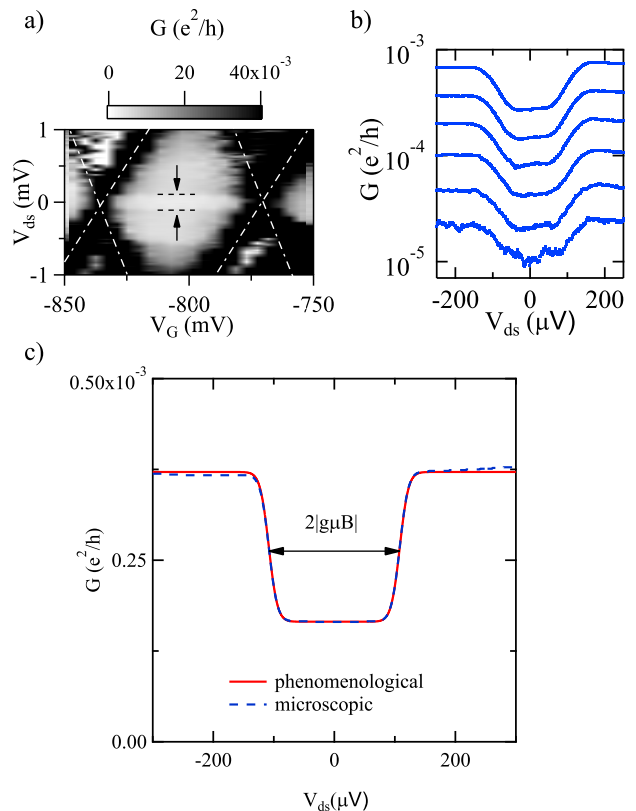 a)
G (e²/h)
0 20 40x10⁻³
1
0
-1
V_ds (mV)
-850 -800 -750
V_G (mV)
b)
10⁻³
10⁻⁴
10⁻⁵
G (e²/h)
-200 0 200
V_ds (μV)
c)
0.50x10⁻³
0.25
0.00
G (e²/h)
2|gμB|
phenomenological
microscopic
-200 0 200
V_ds(μV)